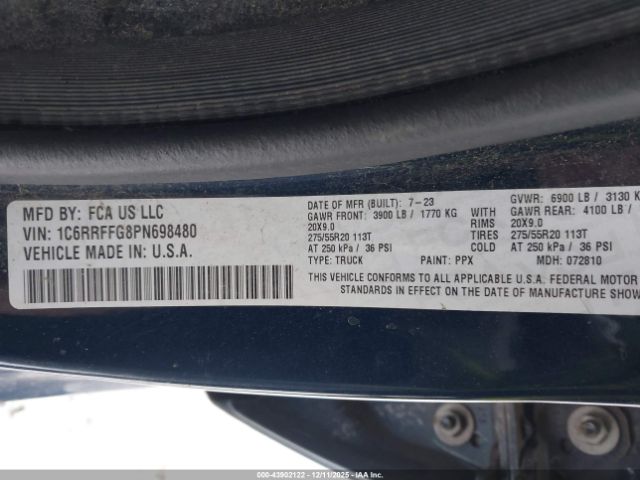 MFD BY: FCA US LLC
VIN: 1C6RRFFG8PN698480
VEHICLE MADE IN: U.S.A.
DATE OF MFR (BUILT): 7-23 GVWR: 6900 LB / 3130 K
GAWR FRONT: 3900 LB / 1770 KG GAWR REAR: 4100 LB /
20X9.0 RIMS 20X9.0
275/55R20 113T TIRES 275/55R20 113T
AT 250 kPa / 36 PSI COLD AT 250 kPa / 36 PSI
TYPE: TRUCK PAINT: PPX MDH: 072810
THIS VEHICLE CONFORMS TO ALL APPLICABLE U.S.A. FEDERAL MOTOR
STANDARDS IN EFFECT ON THE DATE OF MANUFACTURE SHOW
000-43902122 - 12/11/2025 - COPART.COM